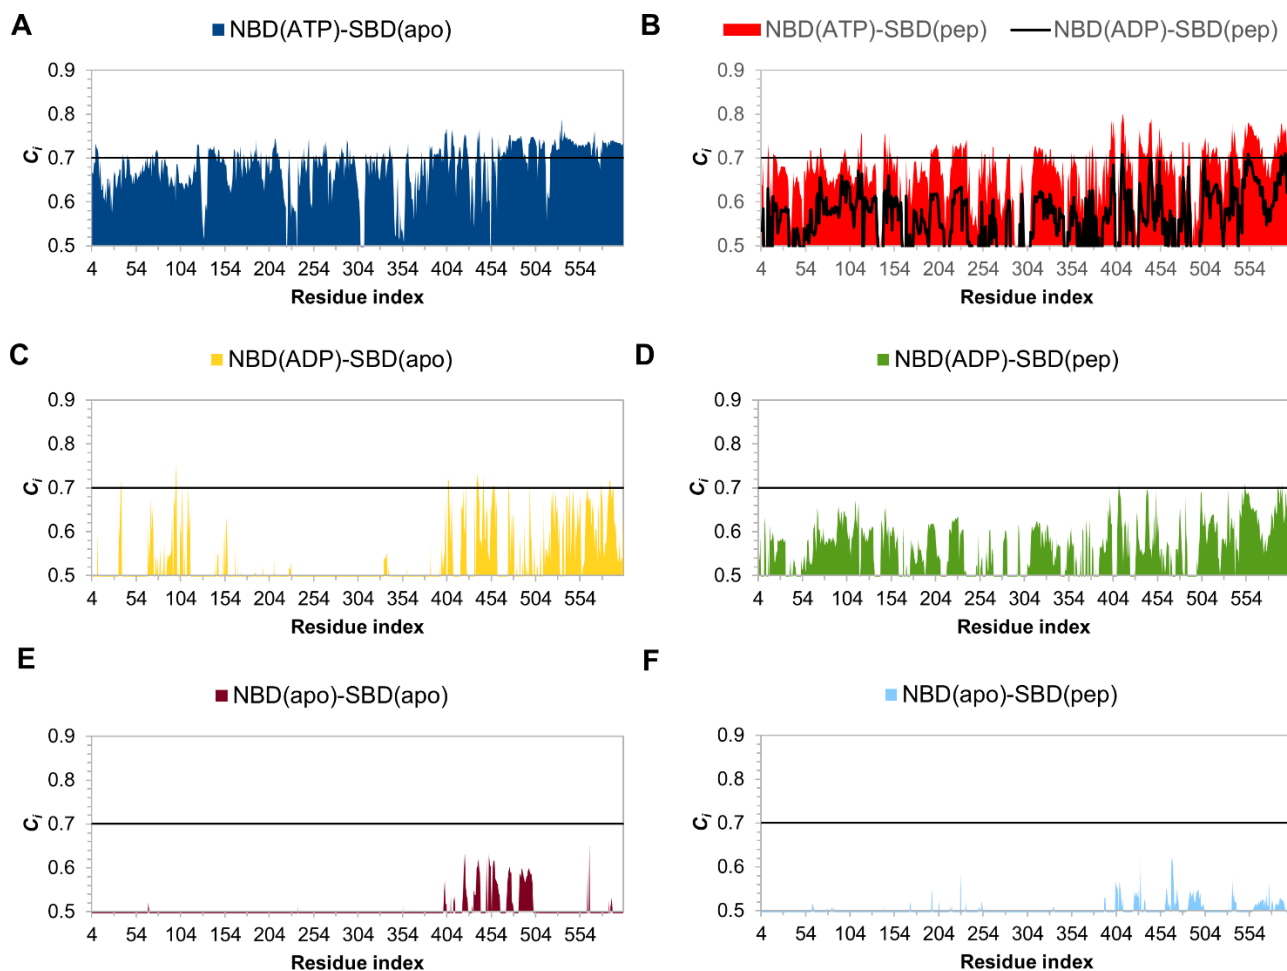 A
NBD(ATP)-SBD(apo)
0.9
0.8
0.7
0.6
0.5
Ci
4 54 104 154 204 254 304 354 404 454 504 554
Residue index
B
NBD(ATP)-SBD(pep) NBD(ADP)-SBD(pep)
0.9
0.8
0.7
0.6
0.5
Ci
4 54 104 154 204 254 304 354 404 454 504 554
Residue index
C
NBD(ADP)-SBD(apo)
0.9
0.8
0.7
0.6
0.5
Ci
4 54 104 154 204 254 304 354 404 454 504 554
Residue index
D
NBD(ADP)-SBD(pep)
0.9
0.8
0.7
0.6
0.5
Ci
4 54 104 154 204 254 304 354 404 454 504 554
Residue index
E
NBD(apo)-SBD(apo)
0.9
0.8
0.7
0.6
0.5
Ci
4 54 104 154 204 254 304 354 404 454 504 554
Residue index
F
NBD(apo)-SBD(pep)
0.9
0.8
0.7
0.6
0.5
Ci
4 54 104 154 204 254 304 354 404 454 504 554
Residue index